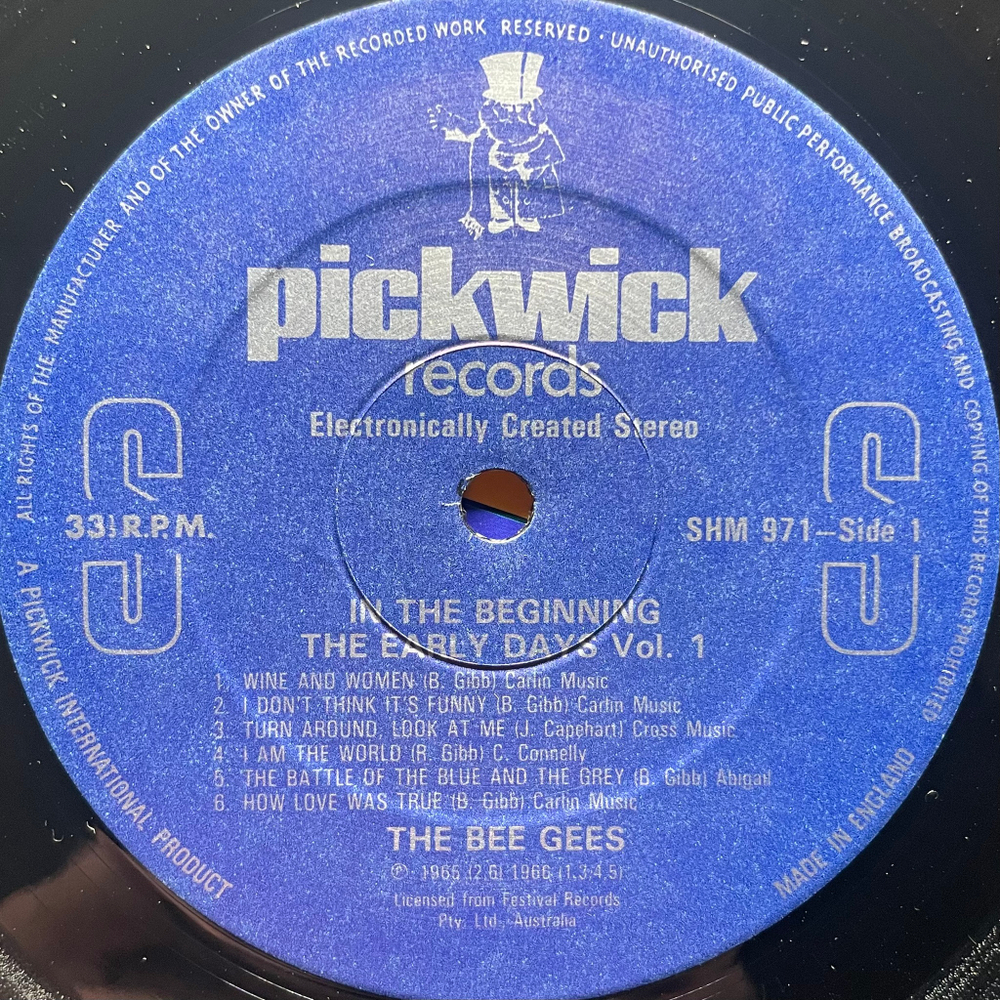 ALL RIGHTS OF THE MANUFACTURER AND OF THE OWNER OF THE RECORDED WORK RESERVED · UNAUTHORISED PUBLIC PERFORMANCE BROADCASTING AND COPYING OF THIS RECORD PROHIBITED
pickwick
records
Electronically Created Stereo
S S
33⅓ R.P.M.
SHM 971–Side 1
IN THE BEGINNING
THE EARLY DAYS Vol. 1
1. WINE AND WOMEN (B. Gibb) Carlin Music
2. I DON'T THINK IT'S FUNNY (B. Gibb) Carlin Music
3. TURN AROUND, LOOK AT ME (J. Capehart) Cross Music
4. I AM THE WORLD (R. Gibb) C. Connelly
5. THE BATTLE OF THE BLUE AND THE GREY (B. Gibb) Abigail
6. HOW LOVE WAS TRUE (B. Gibb) Carlin Music
THE BEE GEES
℗ 1965 (2,6) 1966 (1,3,4,5)
Licensed from Festival Records
Pty. Ltd. Australia
A PICKWICK INTERNATIONAL PRODUCT
MADE IN ENGLAND